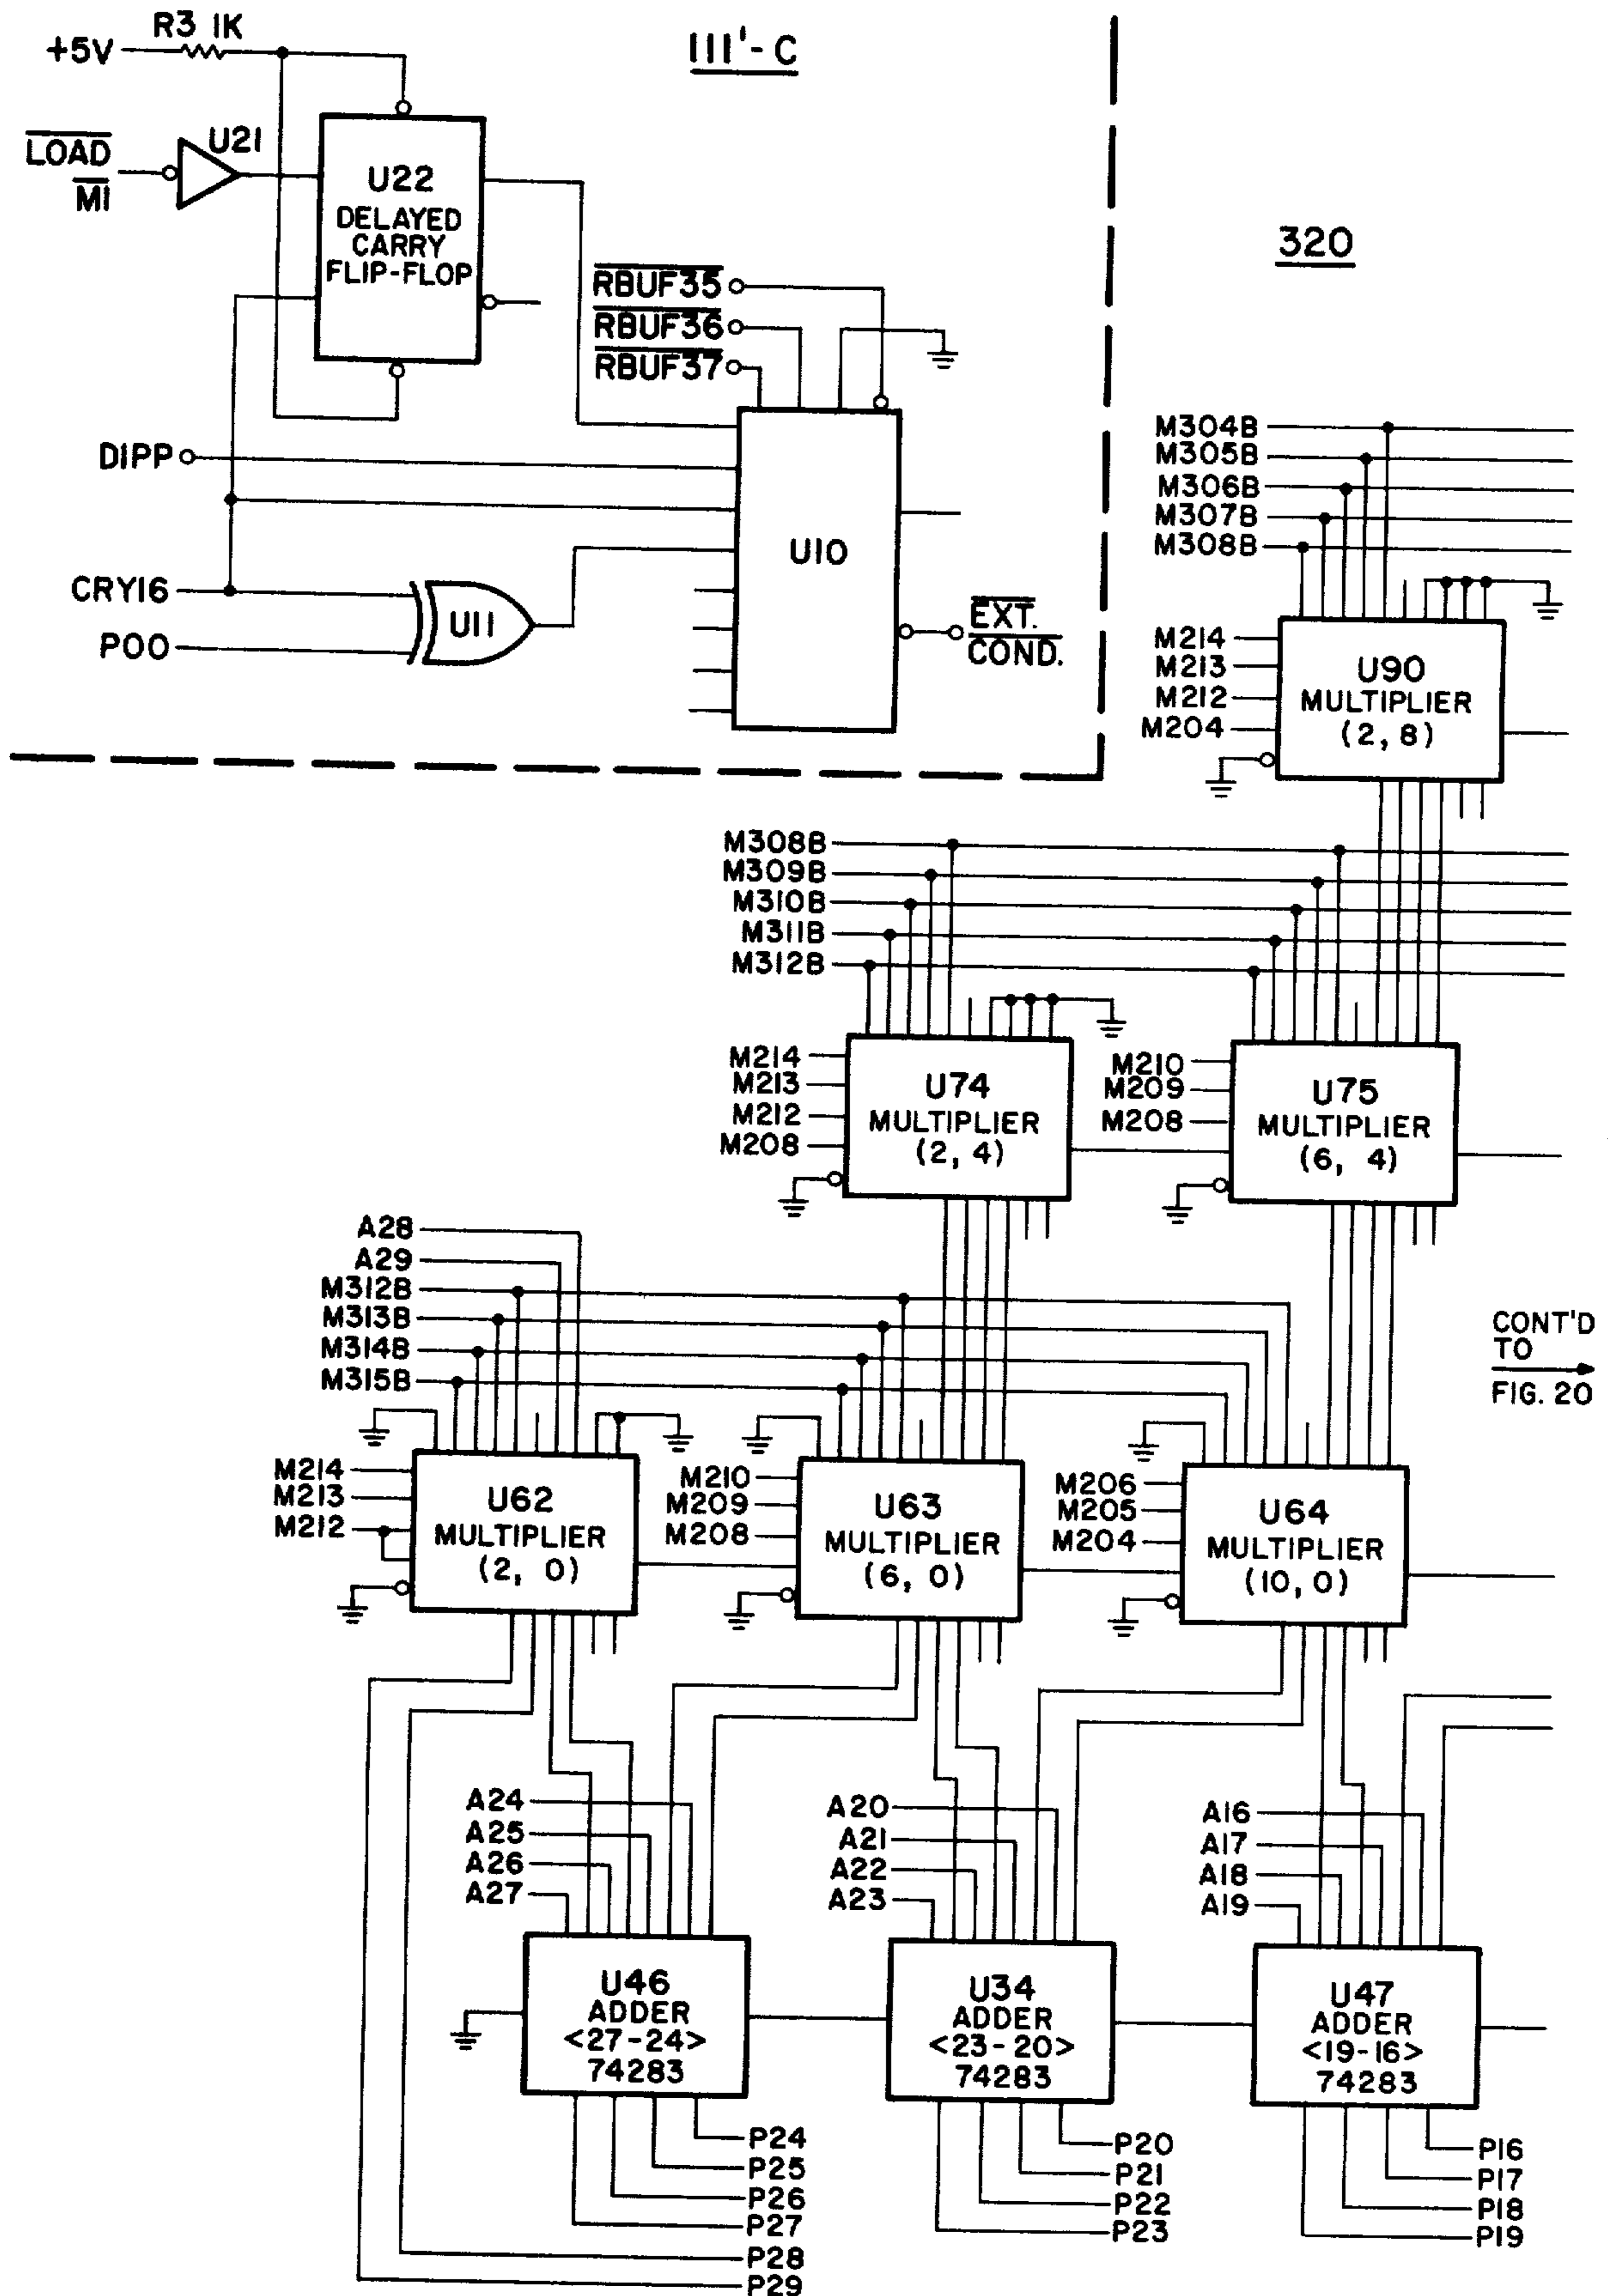 R3 1K
+5V
111'-C
LOAD
M1
U21
U22
DELAYED
CARRY
FLIP-FLOP
320
RBUF35
RBUF36
RBUF37
DIPP
CRY16
P00
U11
U10
EXT.
COND.
M304B
M305B
M306B
M307B
M308B
M214
M213
M212
M204
U90
MULTIPLIER
(2, 8)
M308B
M309B
M310B
M311B
M312B
M214
M213
M212
M208
U74
MULTIPLIER
(2, 4)
M210
M209
M208
U75
MULTIPLIER
(6, 4)
A28
A29
M312B
M313B
M314B
M315B
CONT'D
TO
FIG. 20
M214
M213
M212
U62
MULTIPLIER
(2, 0)
M210
M209
M208
U63
MULTIPLIER
(6, 0)
M206
M205
M204
U64
MULTIPLIER
(10, 0)
A24
A25
A26
A27
A20
A21
A22
A23
A16
A17
A18
A19
U46
ADDER
<27-24>
74283
U34
ADDER
<23-20>
74283
U47
ADDER
<19-16>
74283
P24
P25
P26
P27
P28
P29
P20
P21
P22
P23
P16
P17
P18
P19